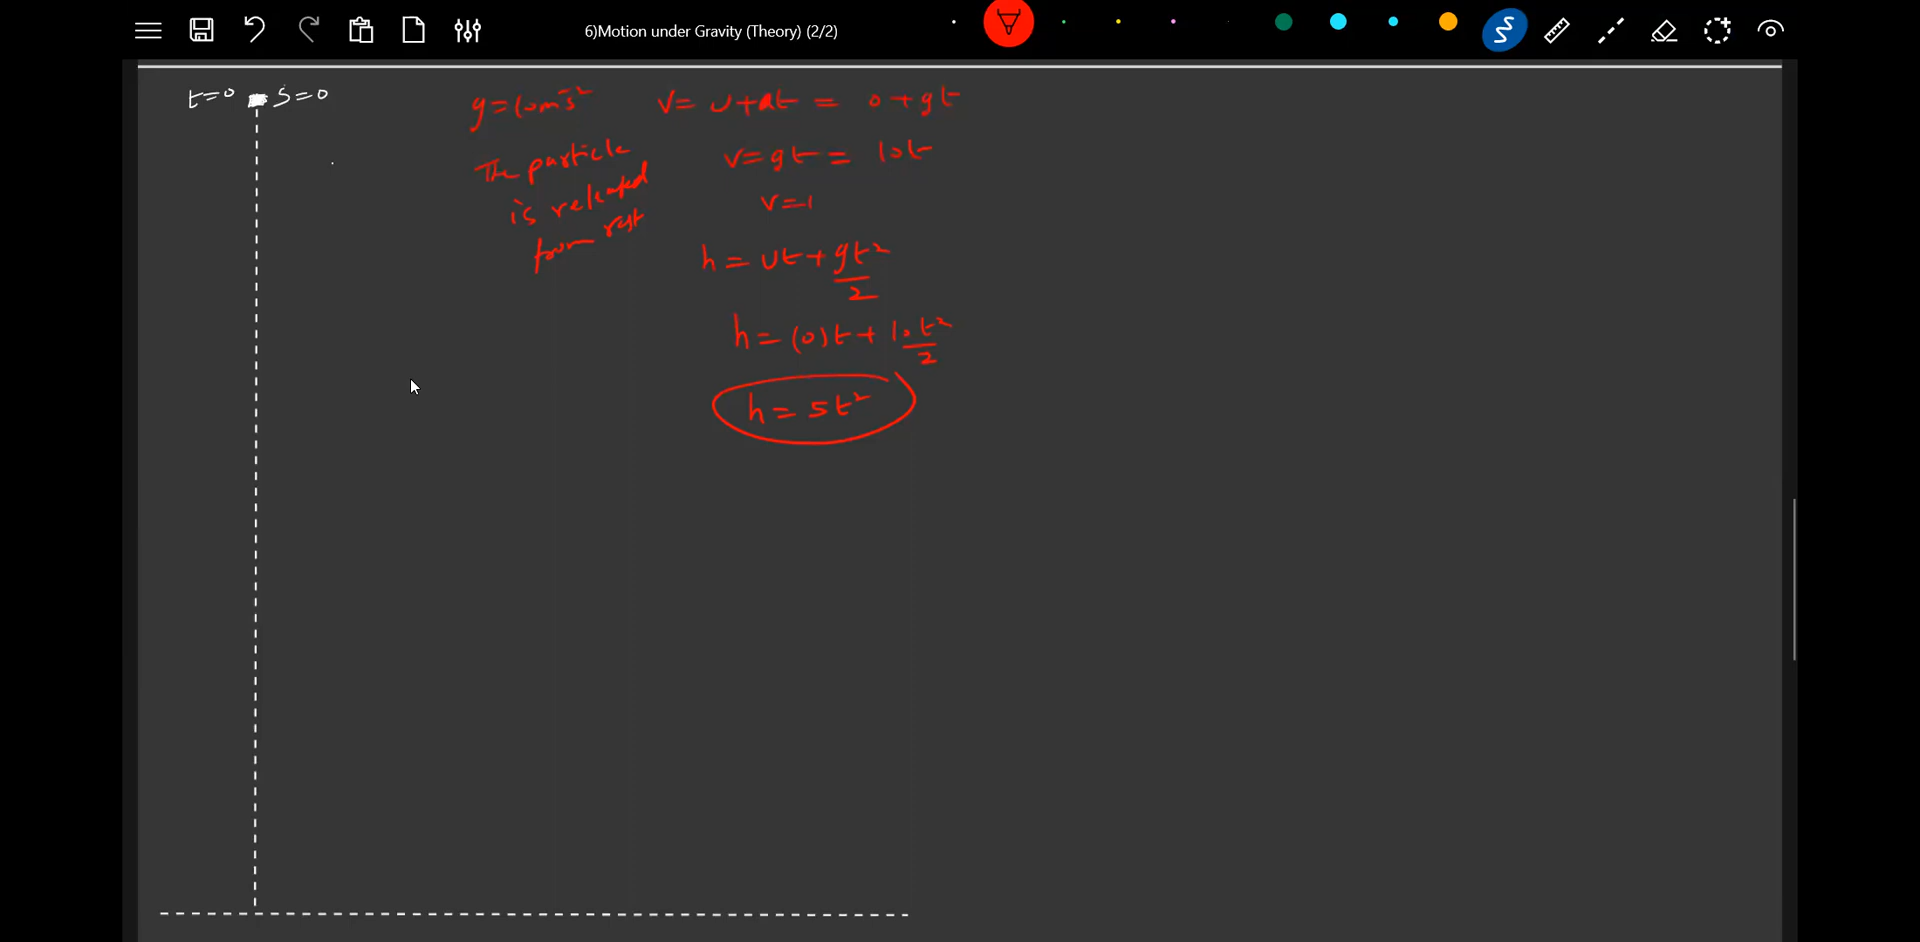 6)Motion under Gravity (Theory) (2/2)
t=0 S=0
g=10ms⁻² v= u+at = 0+gt
The particle
is released
from rest
v=gt = 10t
v=1
h = ut + gt²/2
h = (0)t + 10t²/2
h = 5t²